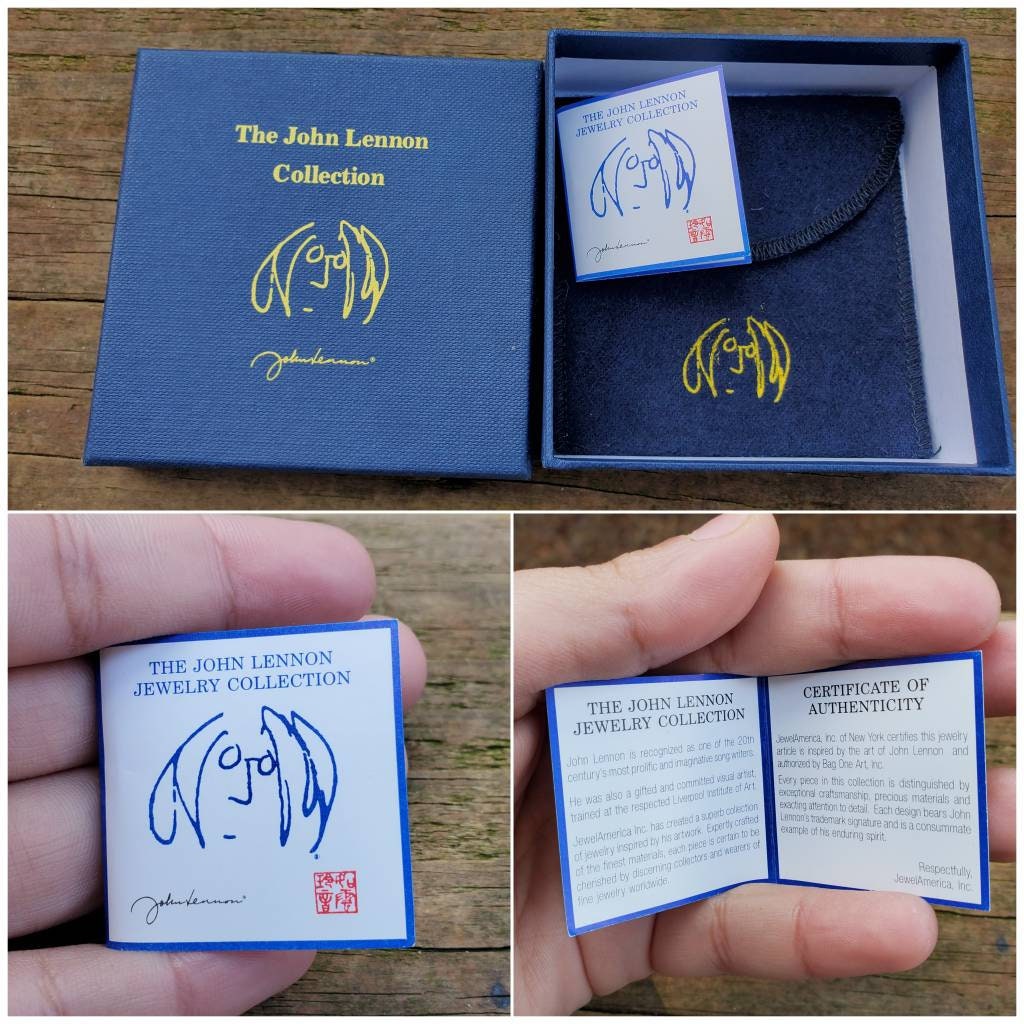 The John Lennon
Collection
John Lennon®
THE JOHN LENNON
JEWELRY COLLECTION
John Lennon®
THE JOHN LENNON
JEWELRY COLLECTION
John Lennon®
THE JOHN LENNON
JEWELRY COLLECTION
John Lennon is recognized as one of the 20th
century's most prolific and imaginative song writers.
He was also a gifted and committed visual artist,
trained at the respected Liverpool Institute of Art.
JewelAmerica Inc. has created a superb collection
of jewelry inspired by his artwork. Expertly crafted
of the finest materials, each piece is certain to be
cherished by discerning collectors and wearers of
fine jewelry worldwide.
CERTIFICATE OF
AUTHENTICITY
JewelAmerica, Inc. of New York certifies this jewelry
article is inspired by the art of John Lennon and
authorized by Bag One Art, Inc.
Every piece in this collection is distinguished by
exceptional craftsmanship, precious materials and
exacting attention to detail. Each design bears John
Lennon's trademark signature and is a consummate
example of his enduring spirit.
Respectfully,
JewelAmerica, Inc.